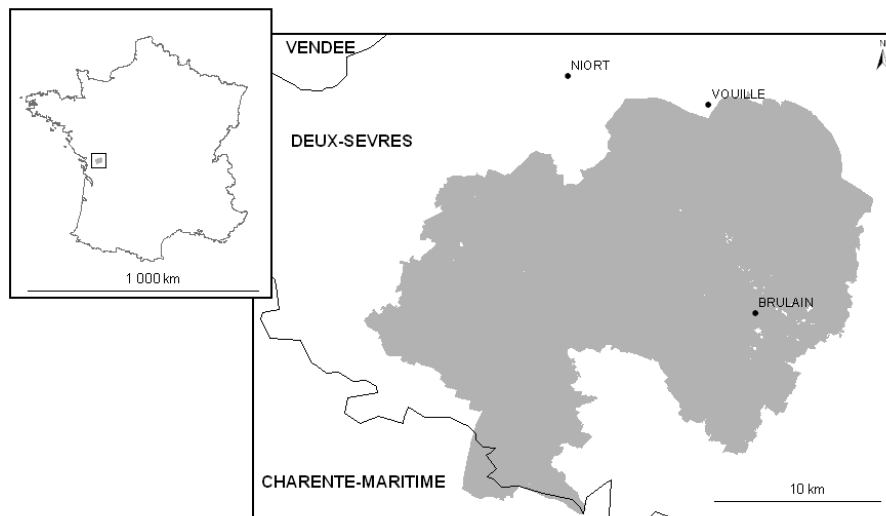 VENDEE
N
NIORT
VOUILLE
DEUX-SEVRES
1 000 km
BRULAIN
CHARENTE-MARITIME
10 km